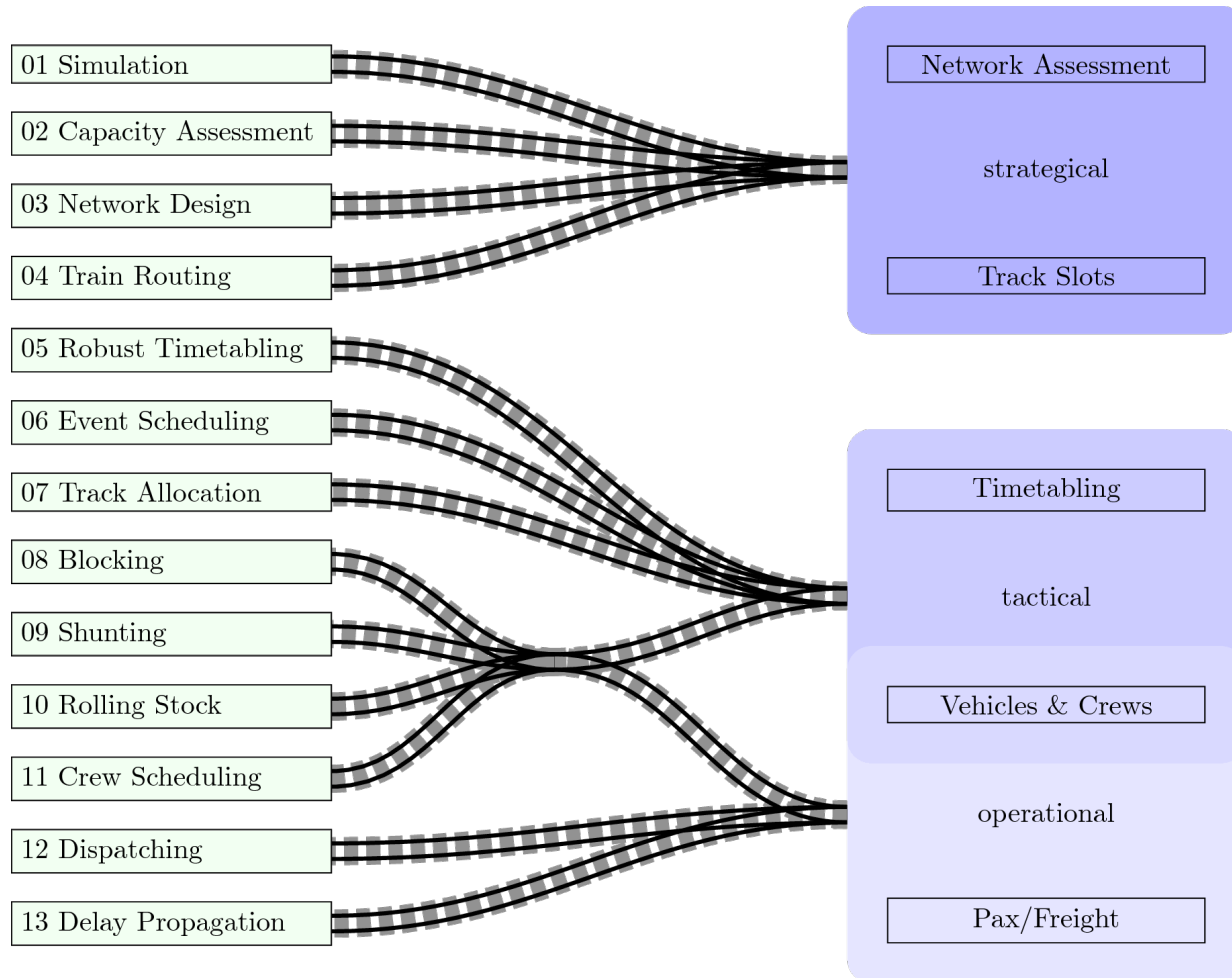 01 Simulation
02 Capacity Assessment
03 Network Design
04 Train Routing
05 Robust Timetabling
06 Event Scheduling
07 Track Allocation
08 Blocking
09 Shunting
10 Rolling Stock
11 Crew Scheduling
12 Dispatching
13 Delay Propagation
Network Assessment
strategical
Track Slots
Timetabling
tactical
Vehicles & Crews
operational
Pax/Freight